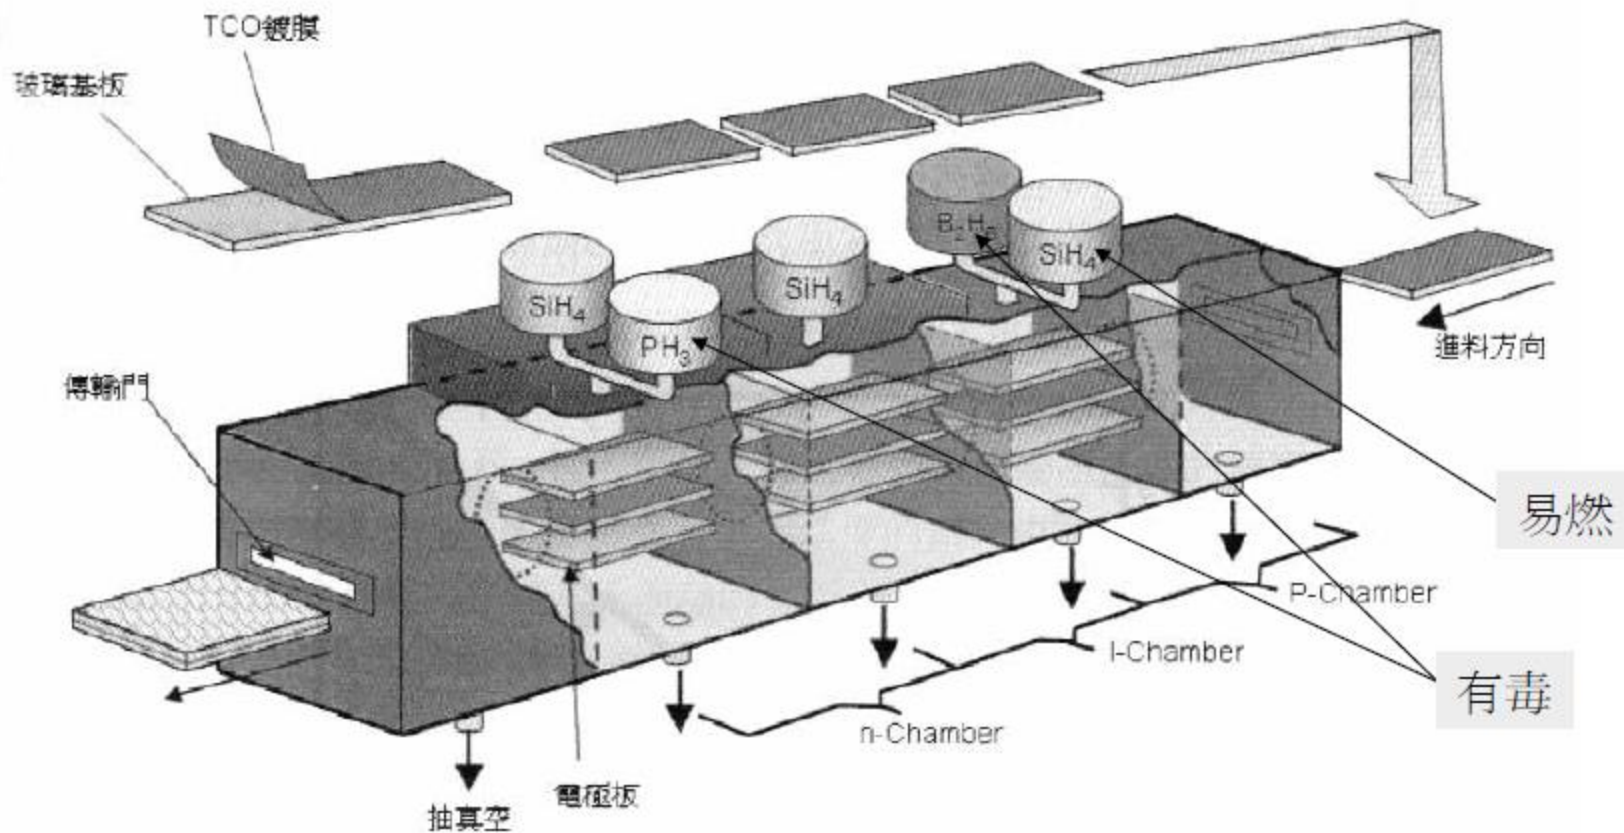 TCO鍍膜
玻璃基板
B₂H₆
SiH₄
SiH₄
SiH₄
PH₃
進料方向
傳輸門
易燃
P-Chamber
I-Chamber
有毒
n-Chamber
電極板
抽真空